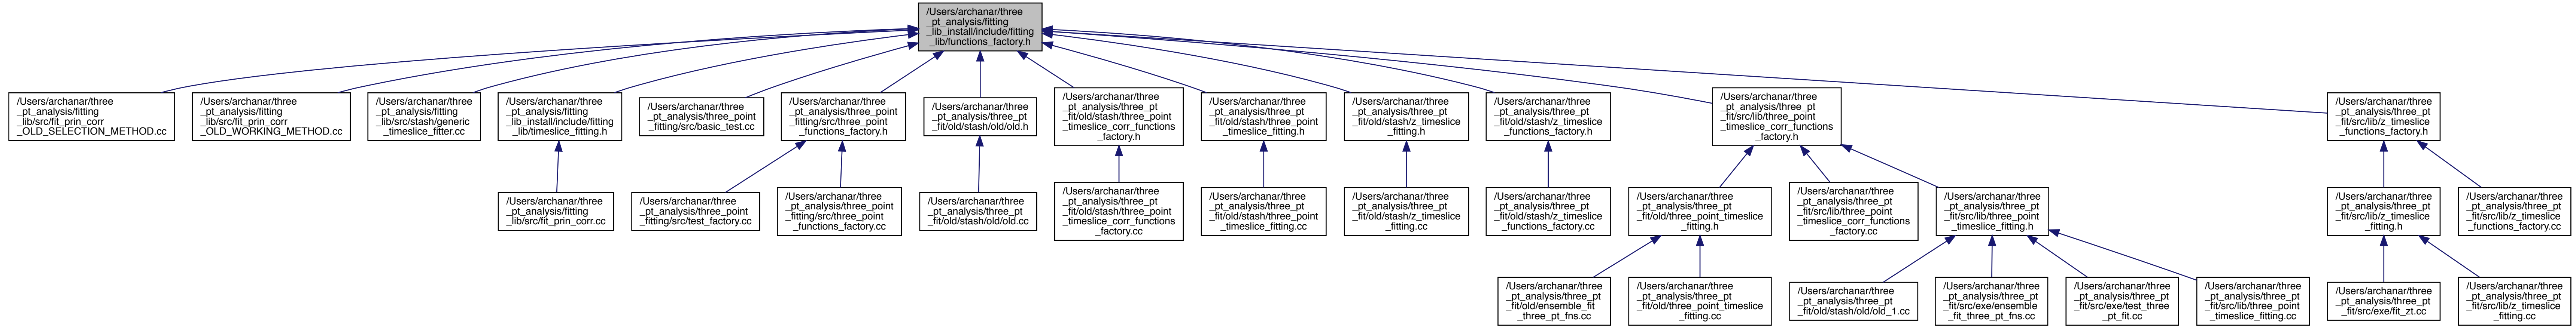 /Users/archanar/three
_pt_analysis/fitting
_lib_install/include/fitting
_lib/functions_factory.h
/Users/archanar/three
_pt_analysis/fitting
_lib/src/fit_prin_corr
_OLD_SELECTION_METHOD.cc
/Users/archanar/three
_pt_analysis/fitting
_lib/src/fit_prin_corr
_OLD_WORKING_METHOD.cc
/Users/archanar/three
_pt_analysis/fitting
_lib/src/stash/generic
_timeslice_fitter.cc
/Users/archanar/three
_pt_analysis/fitting
_lib_install/include/fitting
_lib/timeslice_fitting.h
/Users/archanar/three
_pt_analysis/three_point
_fitting/src/basic_test.cc
/Users/archanar/three
_pt_analysis/three_point
_fitting/src/three_point
_functions_factory.h
/Users/archanar/three
_pt_analysis/three_pt
_fit/old/stash/old/old.h
/Users/archanar/three
_pt_analysis/three_pt
_fit/old/stash/three_point
_timeslice_corr_functions
_factory.h
/Users/archanar/three
_pt_analysis/three_pt
_fit/old/stash/three_point
_timeslice_fitting.h
/Users/archanar/three
_pt_analysis/three_pt
_fit/old/stash/z_timeslice
_fitting.h
/Users/archanar/three
_pt_analysis/three_pt
_fit/old/stash/z_timeslice
_functions_factory.h
/Users/archanar/three
_pt_analysis/three_pt
_fit/src/lib/three_point
_timeslice_corr_functions
_factory.h
/Users/archanar/three
_pt_analysis/three_pt
_fit/src/lib/z_timeslice
_functions_factory.h
/Users/archanar/three
_pt_analysis/fitting
_lib/src/fit_prin_corr.cc
/Users/archanar/three
_pt_analysis/three_point
_fitting/src/test_factory.cc
/Users/archanar/three
_pt_analysis/three_point
_fitting/src/three_point
_functions_factory.cc
/Users/archanar/three
_pt_analysis/three_pt
_fit/old/stash/old/old.cc
/Users/archanar/three
_pt_analysis/three_pt
_fit/old/stash/three_point
_timeslice_corr_functions
_factory.cc
/Users/archanar/three
_pt_analysis/three_pt
_fit/old/stash/three_point
_timeslice_fitting.cc
/Users/archanar/three
_pt_analysis/three_pt
_fit/old/stash/z_timeslice
_fitting.cc
/Users/archanar/three
_pt_analysis/three_pt
_fit/old/stash/z_timeslice
_functions_factory.cc
/Users/archanar/three
_pt_analysis/three_pt
_fit/old/three_point_timeslice
_fitting.h
/Users/archanar/three
_pt_analysis/three_pt
_fit/src/lib/three_point
_timeslice_corr_functions
_factory.cc
/Users/archanar/three
_pt_analysis/three_pt
_fit/src/lib/three_point
_timeslice_fitting.h
/Users/archanar/three
_pt_analysis/three_pt
_fit/src/lib/z_timeslice
_fitting.h
/Users/archanar/three
_pt_analysis/three_pt
_fit/src/lib/z_timeslice
_functions_factory.cc
/Users/archanar/three
_pt_analysis/three_pt
_fit/old/ensemble_fit
_three_pt_fns.cc
/Users/archanar/three
_pt_analysis/three_pt
_fit/old/three_point_timeslice
_fitting.cc
/Users/archanar/three
_pt_analysis/three_pt
_fit/old/stash/old/old_1.cc
/Users/archanar/three
_pt_analysis/three_pt
_fit/src/exe/ensemble
_fit_three_pt_fns.cc
/Users/archanar/three
_pt_analysis/three_pt
_fit/src/exe/test_three
_pt_fit.cc
/Users/archanar/three
_pt_analysis/three_pt
_fit/src/lib/three_point
_timeslice_fitting.cc
/Users/archanar/three
_pt_analysis/three_pt
_fit/src/exe/fit_zt.cc
/Users/archanar/three
_pt_analysis/three_pt
_fit/src/lib/z_timeslice
_fitting.cc